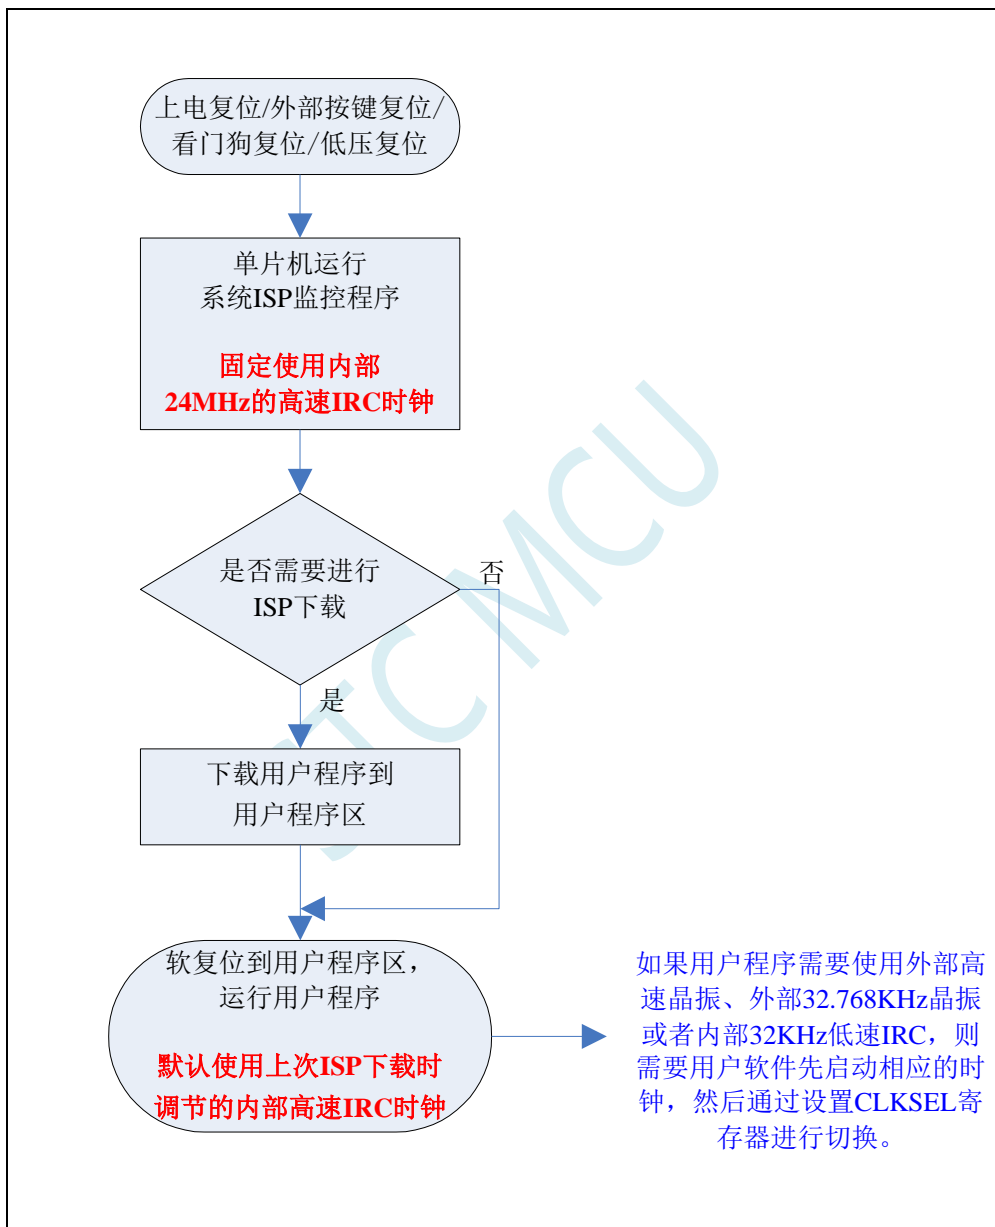 上电复位/外部按键复位/
看门狗复位/低压复位
单片机运行
系统ISP监控程序
固定使用内部
24MHz的高速IRC时钟
是否需要进行
ISP下载
否
是
下载用户程序到
用户程序区
软复位到用户程序区，
运行用户程序
默认使用上次ISP下载时
调节的内部高速IRC时钟
如果用户程序需要使用外部高
速晶振、外部32.768KHz晶振
或者内部32KHz低速IRC，则
需要用户软件先启动相应的时
钟，然后通过设置CLKSEL寄
存器进行切换。
STC MCU